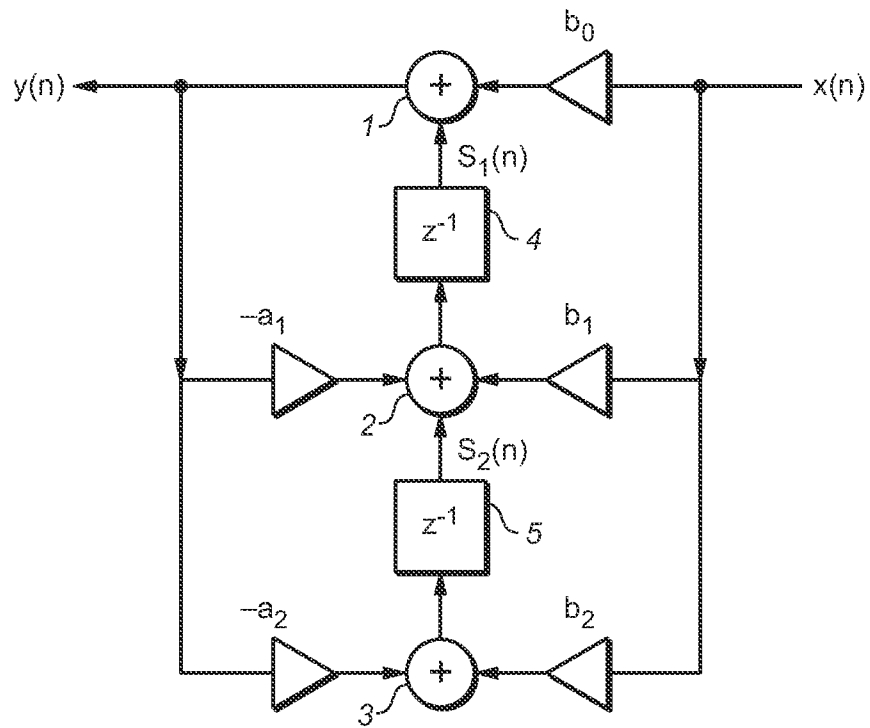 b₀
y(n)
+
x(n)
1
S₁(n)
z⁻¹
4
–a₁
b₁
+
2
S₂(n)
z⁻¹
5
–a₂
b₂
+
3